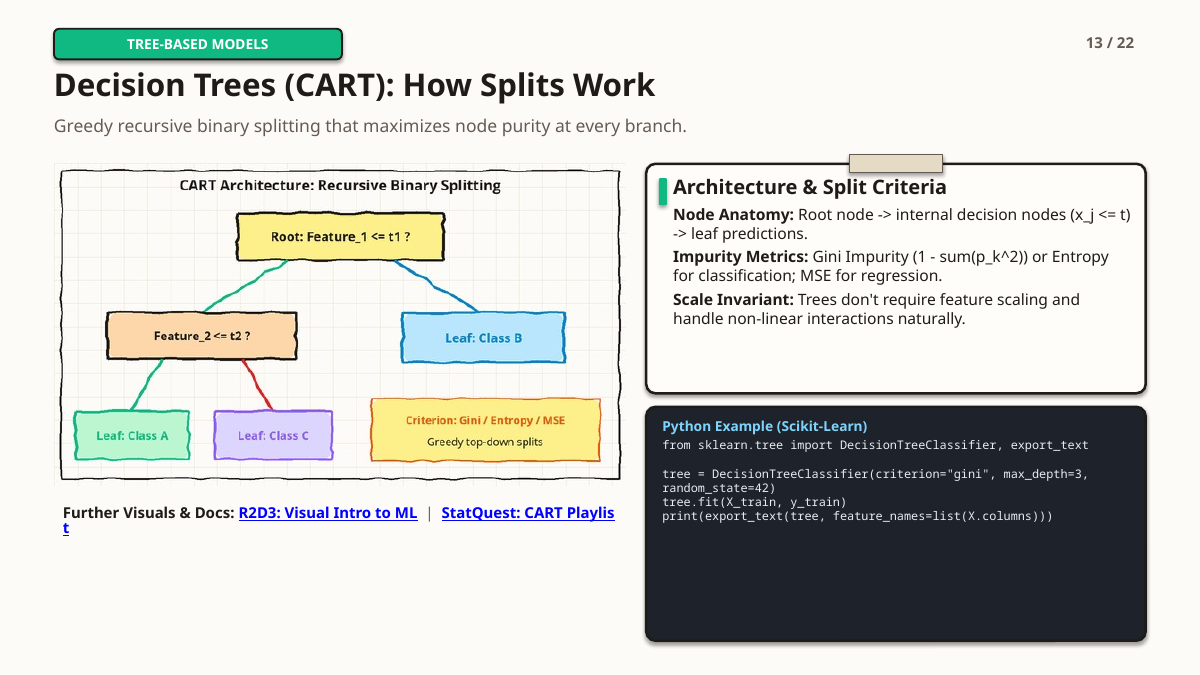 TREE-BASED MODELS
13 / 22
Decision Trees (CART): How Splits Work
Greedy recursive binary splitting that maximizes node purity at every branch.
CART Architecture: Recursive Binary Splitting
Root: Feature_1 <= t1 ?
Feature_2 <= t2 ?
Leaf: Class B
Leaf: Class A
Leaf: Class C
Criterion: Gini / Entropy / MSE
Greedy top-down splits
Further Visuals & Docs: R2D3: Visual Intro to ML | StatQuest: CART Playlis
t
Architecture & Split Criteria
Node Anatomy: Root node -> internal decision nodes (x_j <= t)
-> leaf predictions.
Impurity Metrics: Gini Impurity (1 - sum(p_k^2)) or Entropy
for classification; MSE for regression.
Scale Invariant: Trees don't require feature scaling and
handle non-linear interactions naturally.
Python Example (Scikit-Learn)
from sklearn.tree import DecisionTreeClassifier, export_text
tree = DecisionTreeClassifier(criterion="gini", max_depth=3,
random_state=42)
tree.fit(X_train, y_train)
print(export_text(tree, feature_names=list(X.columns)))